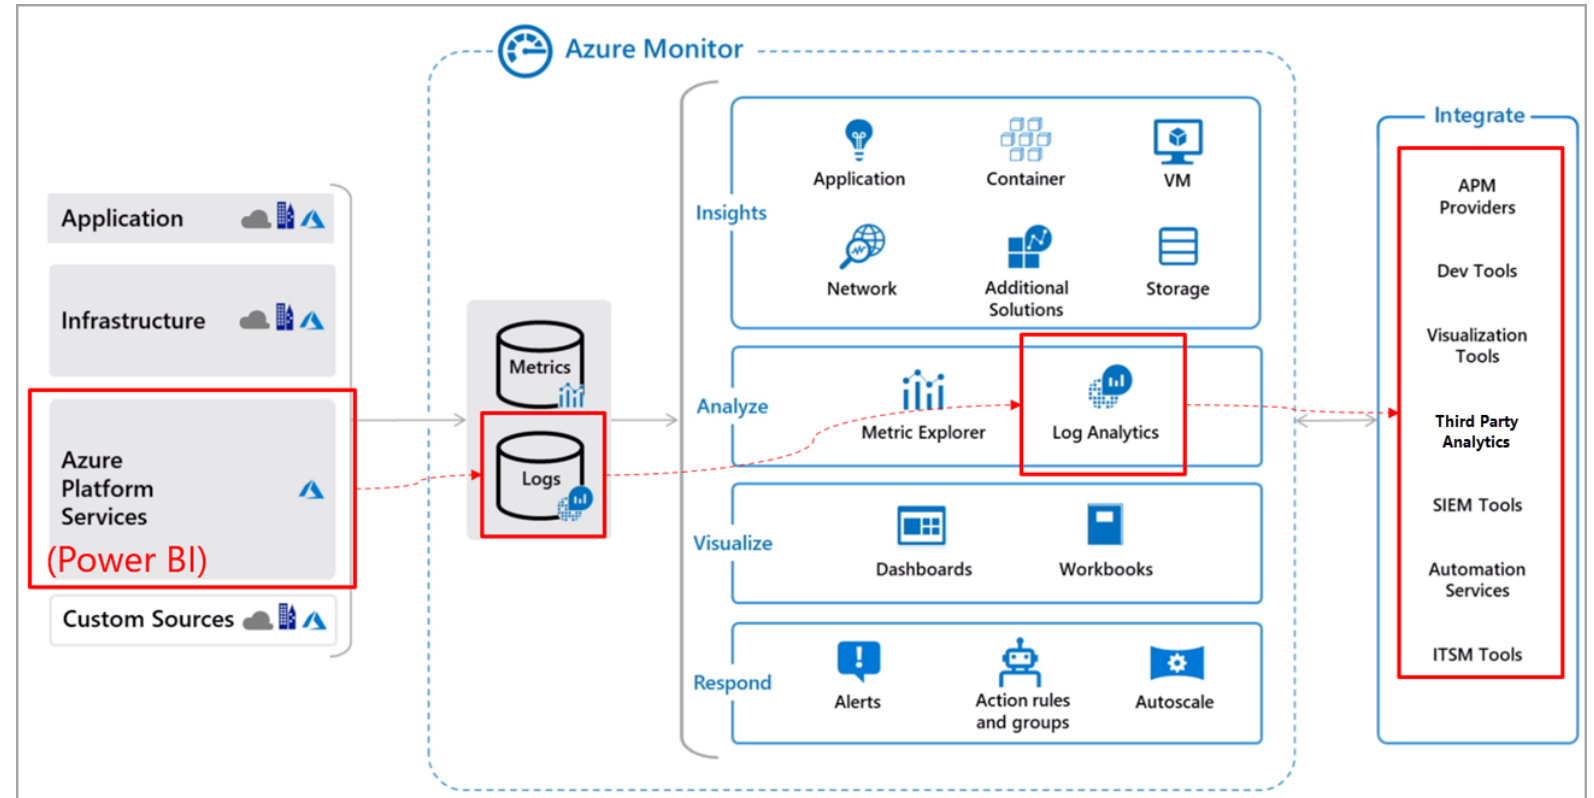 Azure Monitor
Application
Infrastructure
Azure
Platform
Services
(Power BI)
Custom Sources
Metrics
Logs
Insights
Application
Container
VM
Network
Additional
Solutions
Storage
Analyze
Metric Explorer
Log Analytics
Visualize
Dashboards
Workbooks
Respond
Alerts
Action rules
and groups
Autoscale
Integrate
APM
Providers
Dev Tools
Visualization
Tools
Third Party
Analytics
SIEM Tools
Automation
Services
ITSM Tools